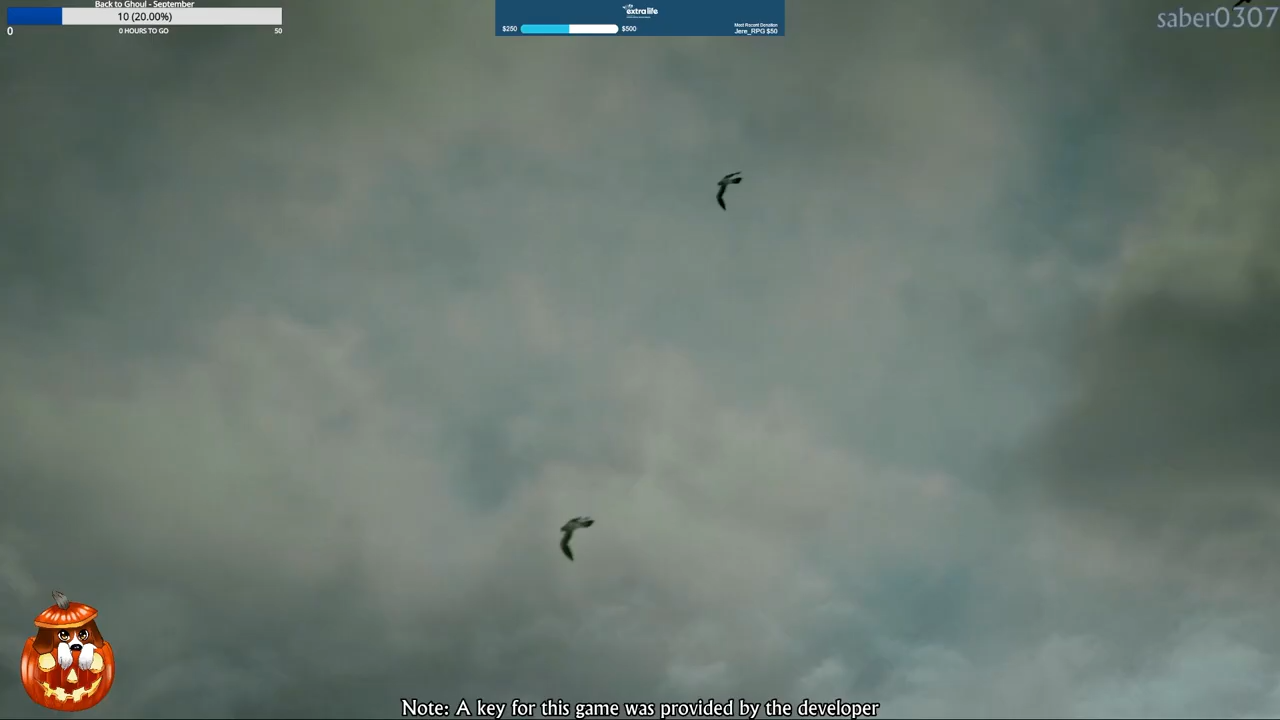 Back to Ghoul - September
10 (20.00%)
0
0 HOURS TO GO
50
extra life
$250
$500
Most Recent Donation
Jere_RPG $50
saber0307
Note: A key for this game was provided by the developer